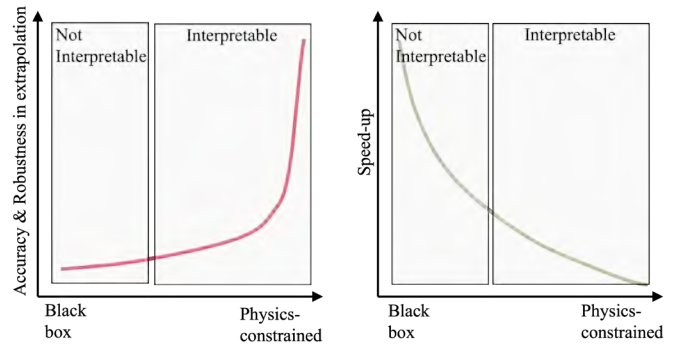 Accuracy & Robustness in extrapolation
Not
Interpretable
Interpretable
Black
box
Physics-
constrained
Speed-up
Not
Interpretable
Interpretable
Black
box
Physics-
constrained